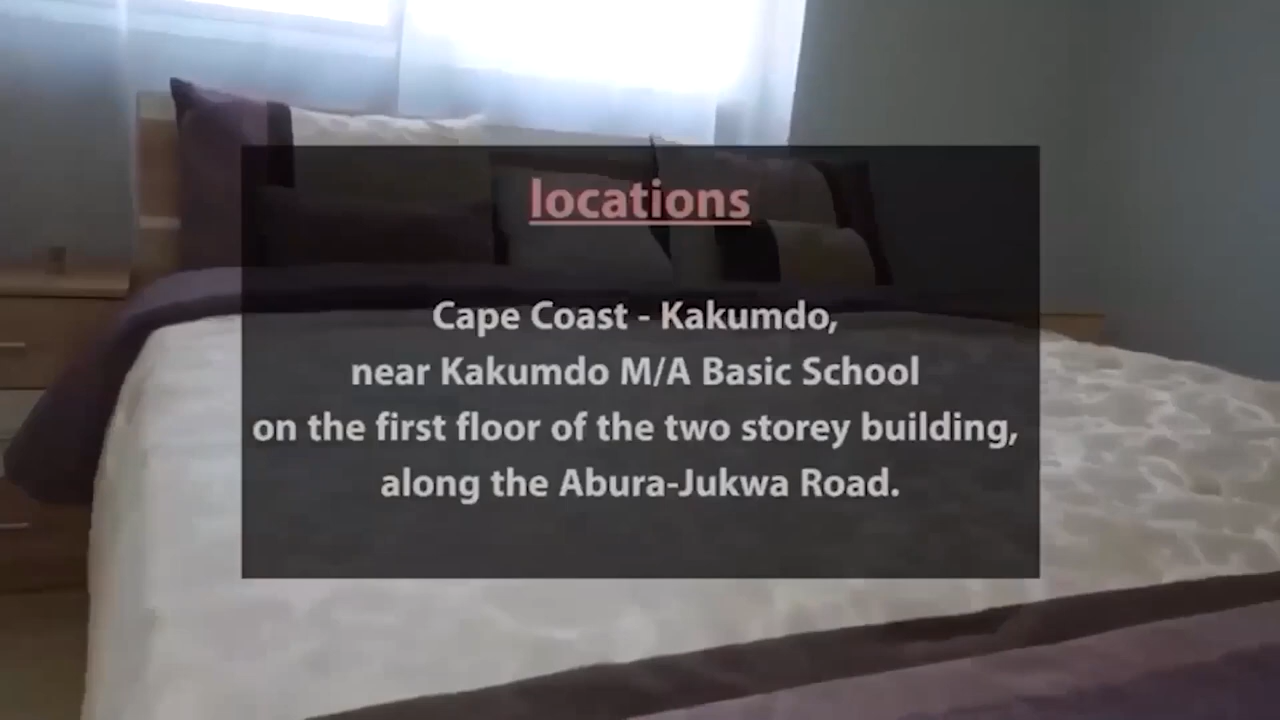 locations
Cape Coast - Kakumdo,
near Kakumdo M/A Basic School
on the first floor of the two storey building,
along the Abura-Jukwa Road.